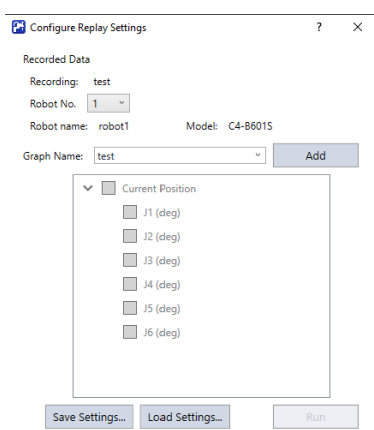 Configure Replay Settings ? ×
Recorded Data
Recording: test
Robot No. 1
Robot name: robot1 Model: C4-B601S
Graph Name: test Add
Current Position
J1 (deg)
J2 (deg)
J3 (deg)
J4 (deg)
J5 (deg)
J6 (deg)
Save Settings... Load Settings... Run